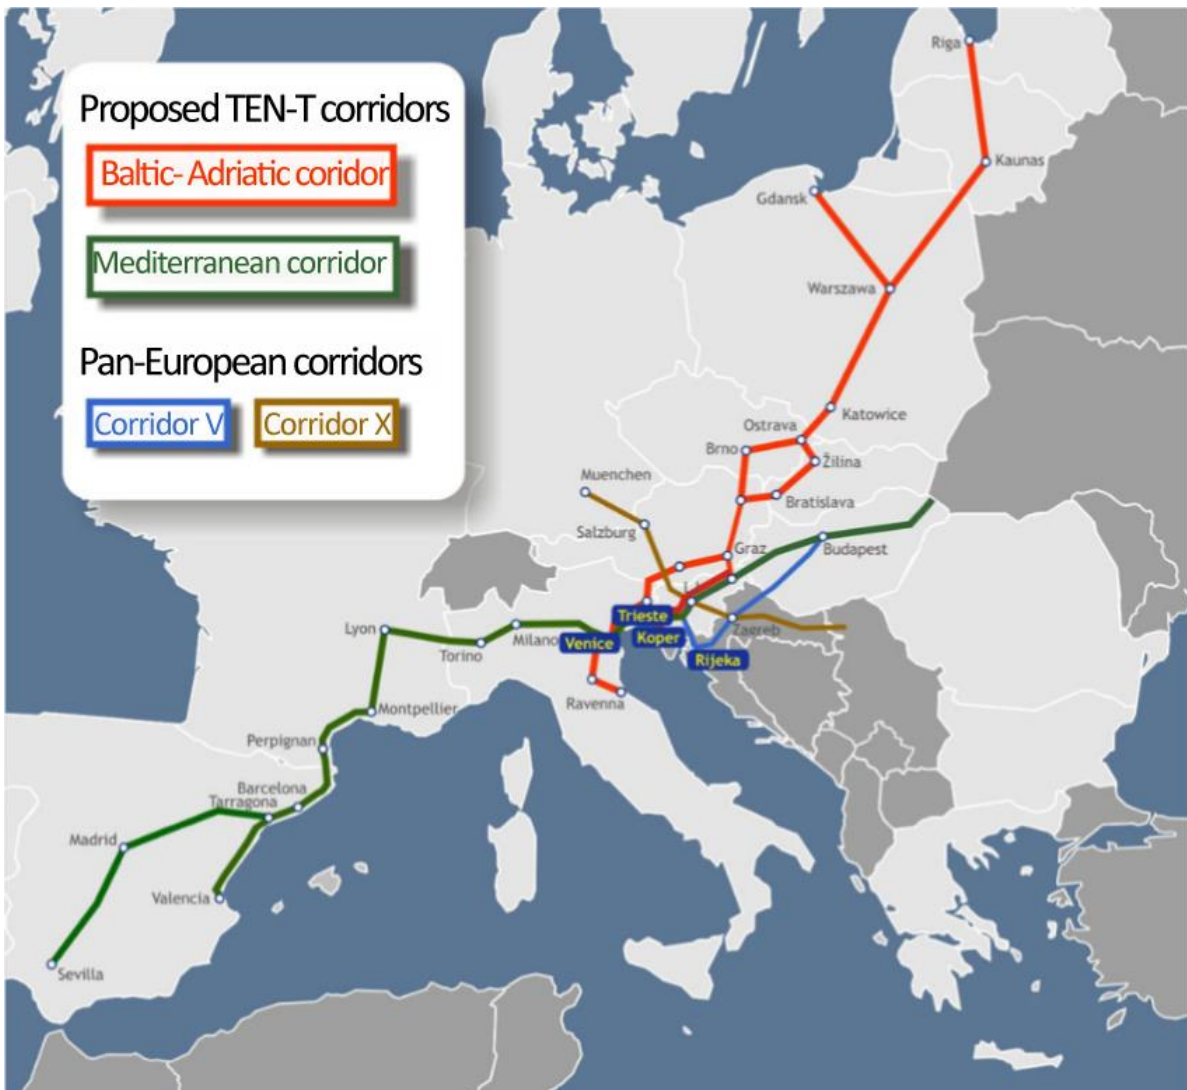 Proposed TEN-T corridors
Baltic- Adriatic coridor
Mediterranean corridor
Pan-European corridors
Corridor V
Corridor X
Riga
Kaunas
Gdansk
Warszawa
Katowice
Ostrava
Brno
Žilina
Muenchen
Bratislava
Salzburg
Graz
Budapest
Trieste
Zagreb
Lyon
Milano
Venice
Koper
Torino
Rijeka
Ravenna
Montpellier
Perpignan
Barcelona
Tarragona
Madrid
Valencia
Sevilla